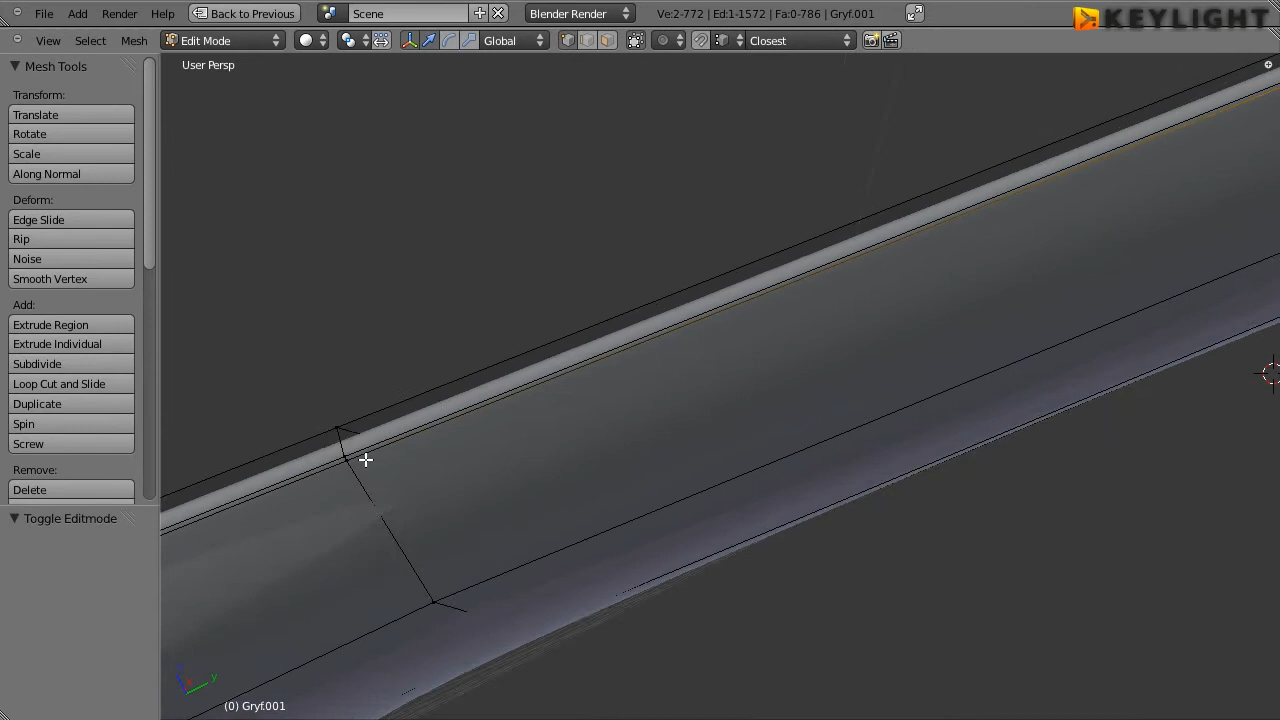 File Add Render Help Back to Previous Scene Blender Render Ve:2-772 | Ed:1-1572 | Fa:0-786 | Gryf.001 KEYLIGHT
View Select Mesh Edit Mode Global Closest
Mesh Tools
User Persp
Transform:
Translate
Rotate
Scale
Along Normal
Deform:
Edge Slide
Rip
Noise
Smooth Vertex
Add:
Extrude Region
Extrude Individual
Subdivide
Loop Cut and Slide
Duplicate
Spin
Screw
Remove:
Delete
Toggle Editmode
y
(0) Gryf.001